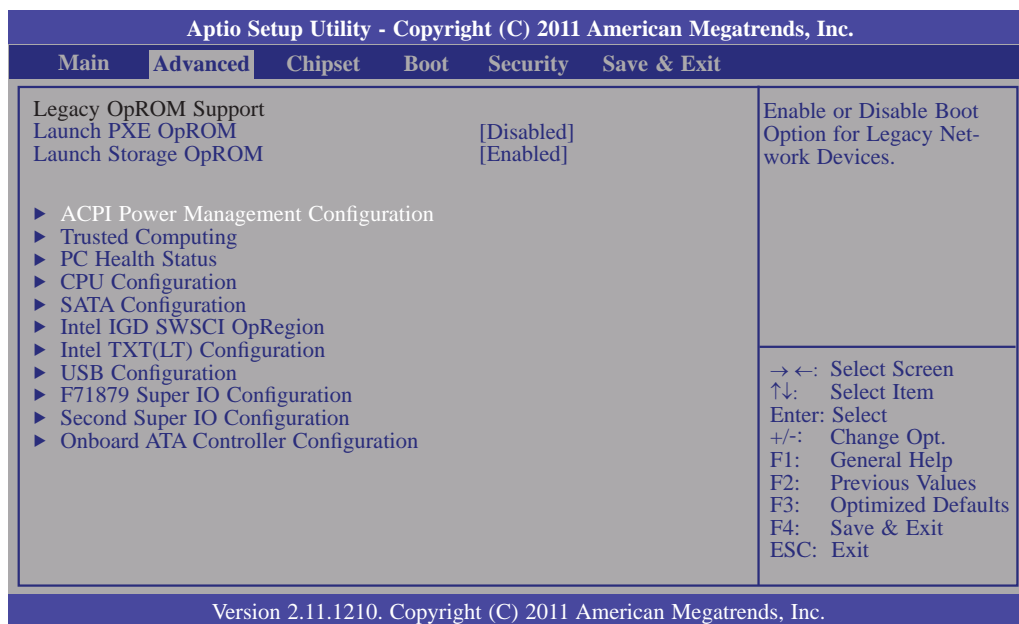 Aptio Setup Utility - Copyright (C) 2011 American Megatrends, Inc.
Main Advanced Chipset Boot Security Save & Exit
Legacy OpROM Support
Launch PXE OpROM [Disabled]
Launch Storage OpROM [Enabled]
▶ ACPI Power Management Configuration
▶ Trusted Computing
▶ PC Health Status
▶ CPU Configuration
▶ SATA Configuration
▶ Intel IGD SWSCI OpRegion
▶ Intel TXT(LT) Configuration
▶ USB Configuration
▶ F71879 Super IO Configuration
▶ Second Super IO Configuration
▶ Onboard ATA Controller Configuration
Enable or Disable Boot
Option for Legacy Net-
work Devices.
→ ←: Select Screen
↑↓: Select Item
Enter: Select
+/-: Change Opt.
F1: General Help
F2: Previous Values
F3: Optimized Defaults
F4: Save & Exit
ESC: Exit
Version 2.11.1210. Copyright (C) 2011 American Megatrends, Inc.